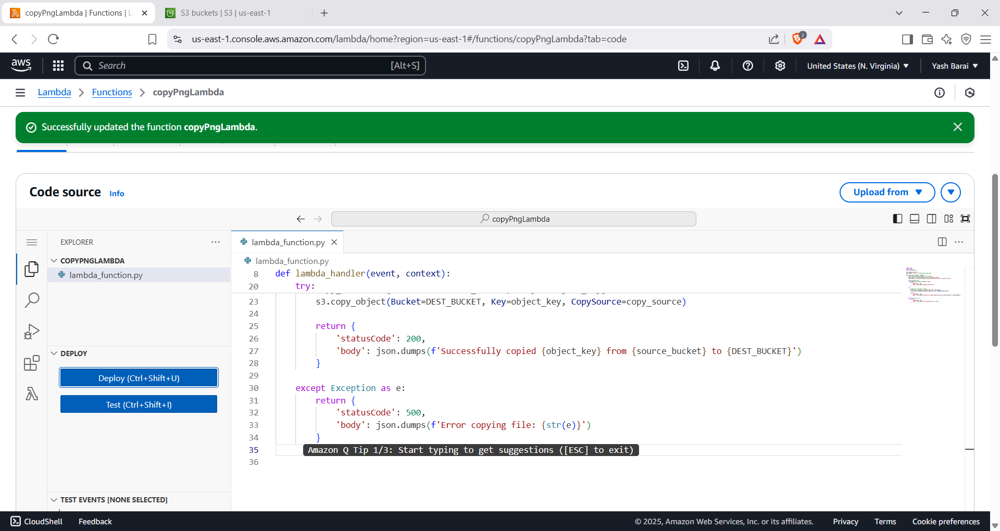 copyPngLambda | Functions | L
S3 buckets | S3 | us-east-1
us-east-1.console.aws.amazon.com/lambda/home?region=us-east-1#/functions/copyPngLambda?tab=code
2
aws
Search
[Alt+S]
United States (N. Virginia)
Yash Barai
Lambda
Functions
copyPngLambda
Successfully updated the function copyPngLambda.
Code source
Info
Upload from
copyPngLambda
EXPLORER
COPYPNGLAMBDA
lambda_function.py
DEPLOY
Deploy (Ctrl+Shift+U)
Test (Ctrl+Shift+I)
TEST EVENTS [NONE SELECTED]
lambda_function.py
lambda_function.py
8 def lambda_handler(event, context):
20 try:
23 s3.copy_object(Bucket=DEST_BUCKET, Key=object_key, CopySource=copy_source)
24
25 return {
26 'statusCode': 200,
27 'body': json.dumps(f'Successfully copied {object_key} from {source_bucket} to {DEST_BUCKET}')
28 }
29
30 except Exception as e:
31 return {
32 'statusCode': 500,
33 'body': json.dumps(f'Error copying file: {str(e)}')
34 }
35 Amazon Q Tip 1/3: Start typing to get suggestions ([ESC] to exit)
36
CloudShell
Feedback
© 2025, Amazon Web Services, Inc. or its affiliates.
Privacy
Terms
Cookie preferences